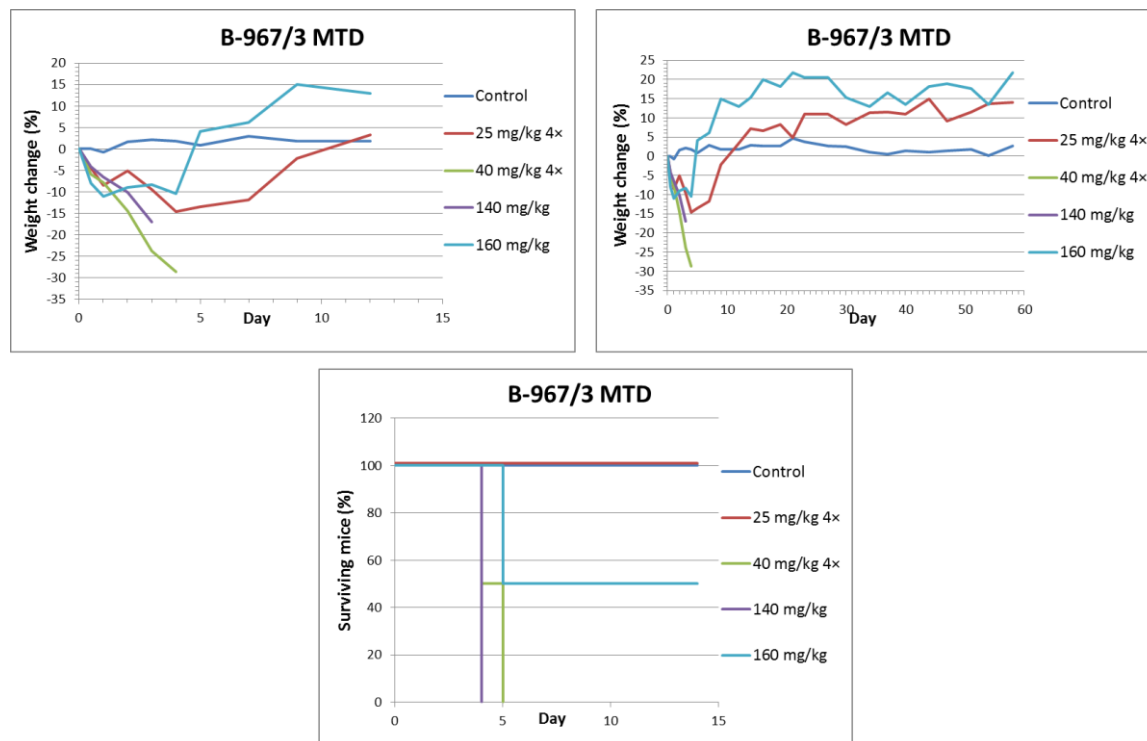 B-967/3 MTD
Weight change (%)
20
15
10
5
0
-5
-10
-15
-20
-25
-30
-35
0
5
10
15
Day
Control
25 mg/kg 4×
40 mg/kg 4×
140 mg/kg
160 mg/kg
B-967/3 MTD
Weight change (%)
25
20
15
10
5
0
-5
-10
-15
-20
-25
-30
-35
0
10
20
30
40
50
60
Day
Control
25 mg/kg 4×
40 mg/kg 4×
140 mg/kg
160 mg/kg
B-967/3 MTD
Surviving mice (%)
120
100
80
60
40
20
0
0
5
10
15
Day
Control
25 mg/kg 4×
40 mg/kg 4×
140 mg/kg
160 mg/kg